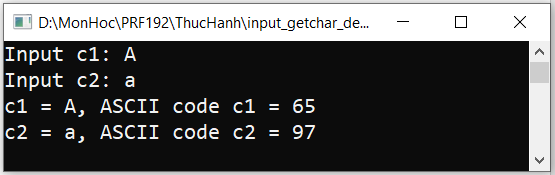 D:\MonHoc\PRF192\ThucHanh\input_getchar_de...
Input c1: A
Input c2: a
c1 = A, ASCII code c1 = 65
c2 = a, ASCII code c2 = 97